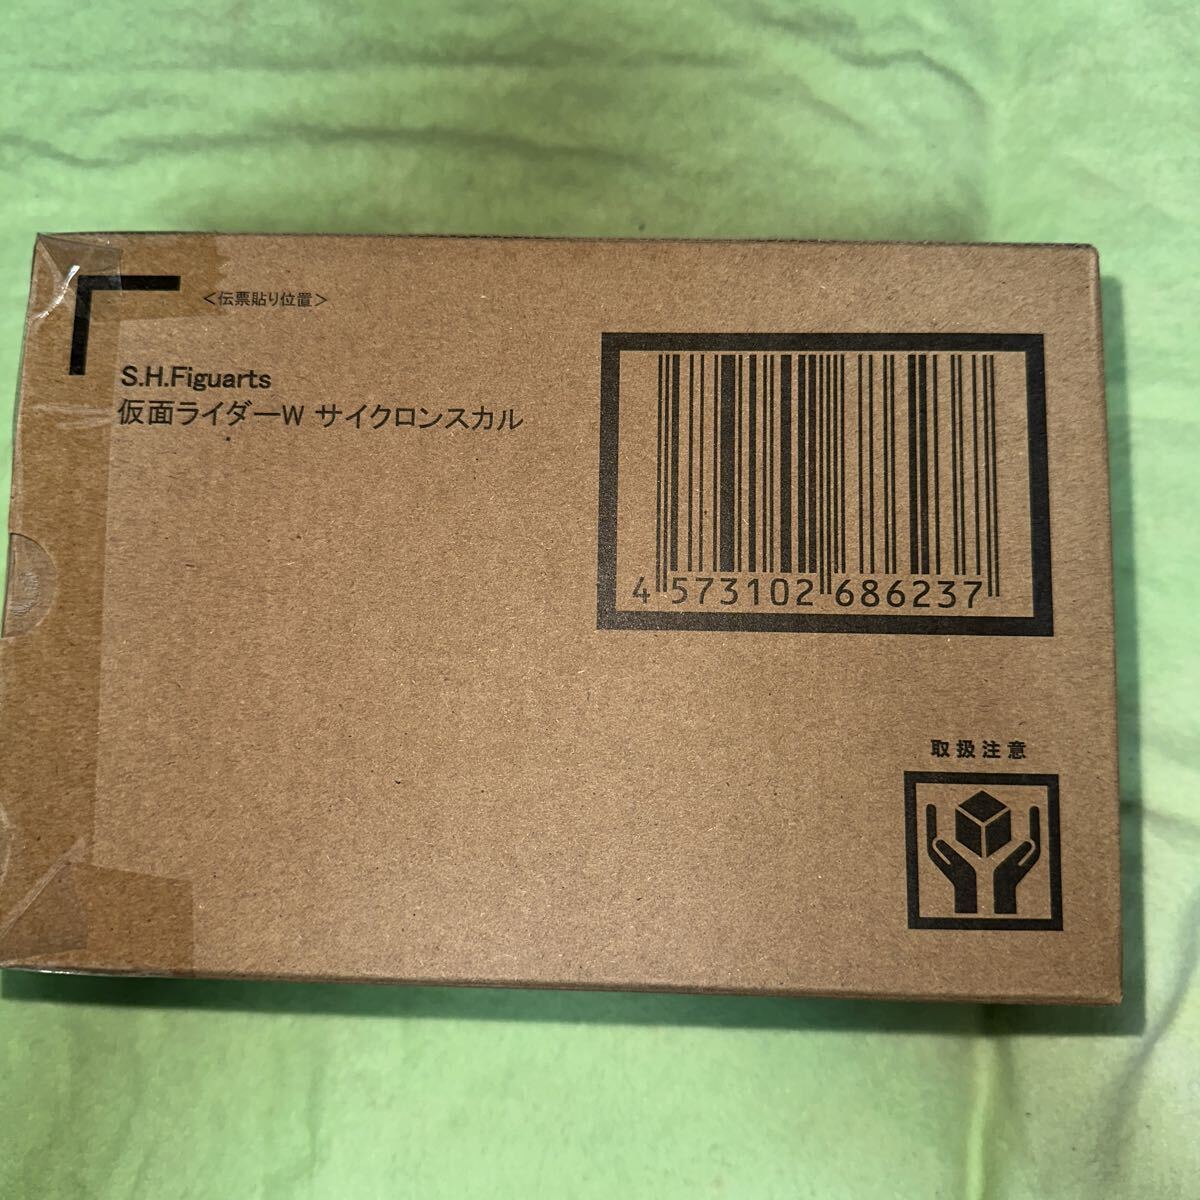 ＜伝票貼り位置＞
S.H.Figuarts
仮面ライダーW サイクロンスカル
4 573102 686237
取扱注意